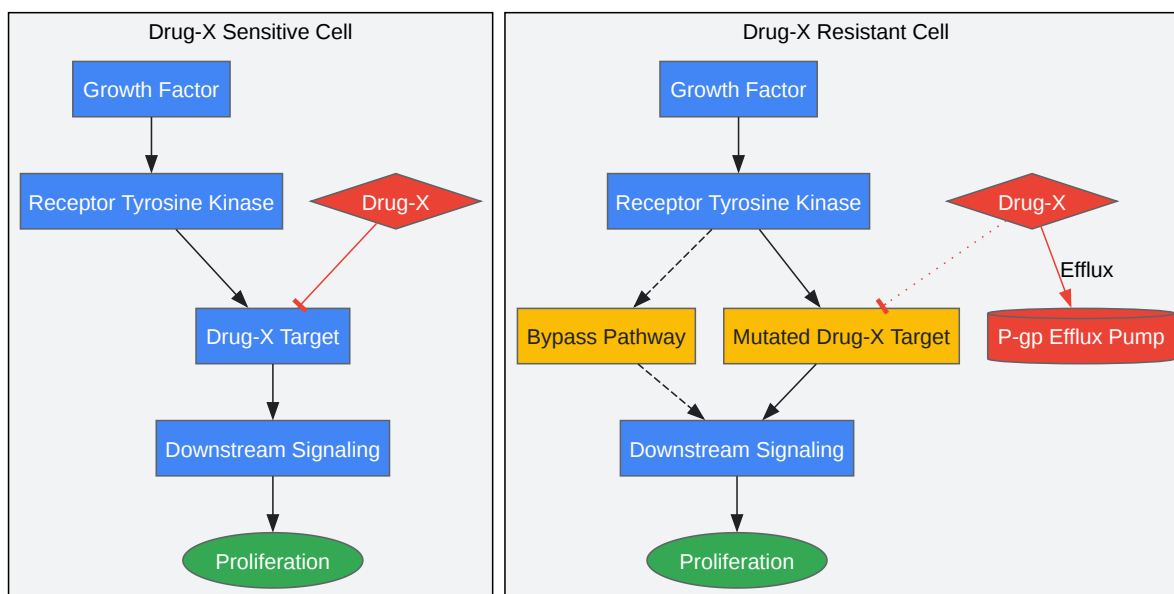 Drug-X Sensitive Cell
Growth Factor
Receptor Tyrosine Kinase
Drug-X
Drug-X Target
Downstream Signaling
Proliferation
Drug-X Resistant Cell
Growth Factor
Receptor Tyrosine Kinase
Drug-X
Efflux
Bypass Pathway
Mutated Drug-X Target
P-gp Efflux Pump
Downstream Signaling
Proliferation